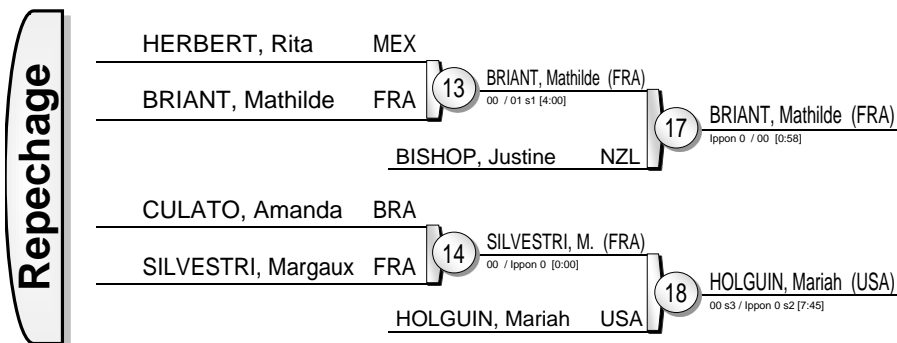 Repechage
HERBERT, Rita MEX
BRIANT, Mathilde FRA
13
BRIANT, Mathilde (FRA)
00 / 01 s1 [4:00]
BISHOP, Justine NZL
17
BRIANT, Mathilde (FRA)
Ippon 0 / 00 [0:58]
CULATO, Amanda BRA
SILVESTRI, Margaux FRA
14
SILVESTRI, M. (FRA)
00 / Ippon 0 [0:00]
HOLGUIN, Mariah USA
18
HOLGUIN, Mariah (USA)
00 s3 / Ippon 0 s2 [7:45]